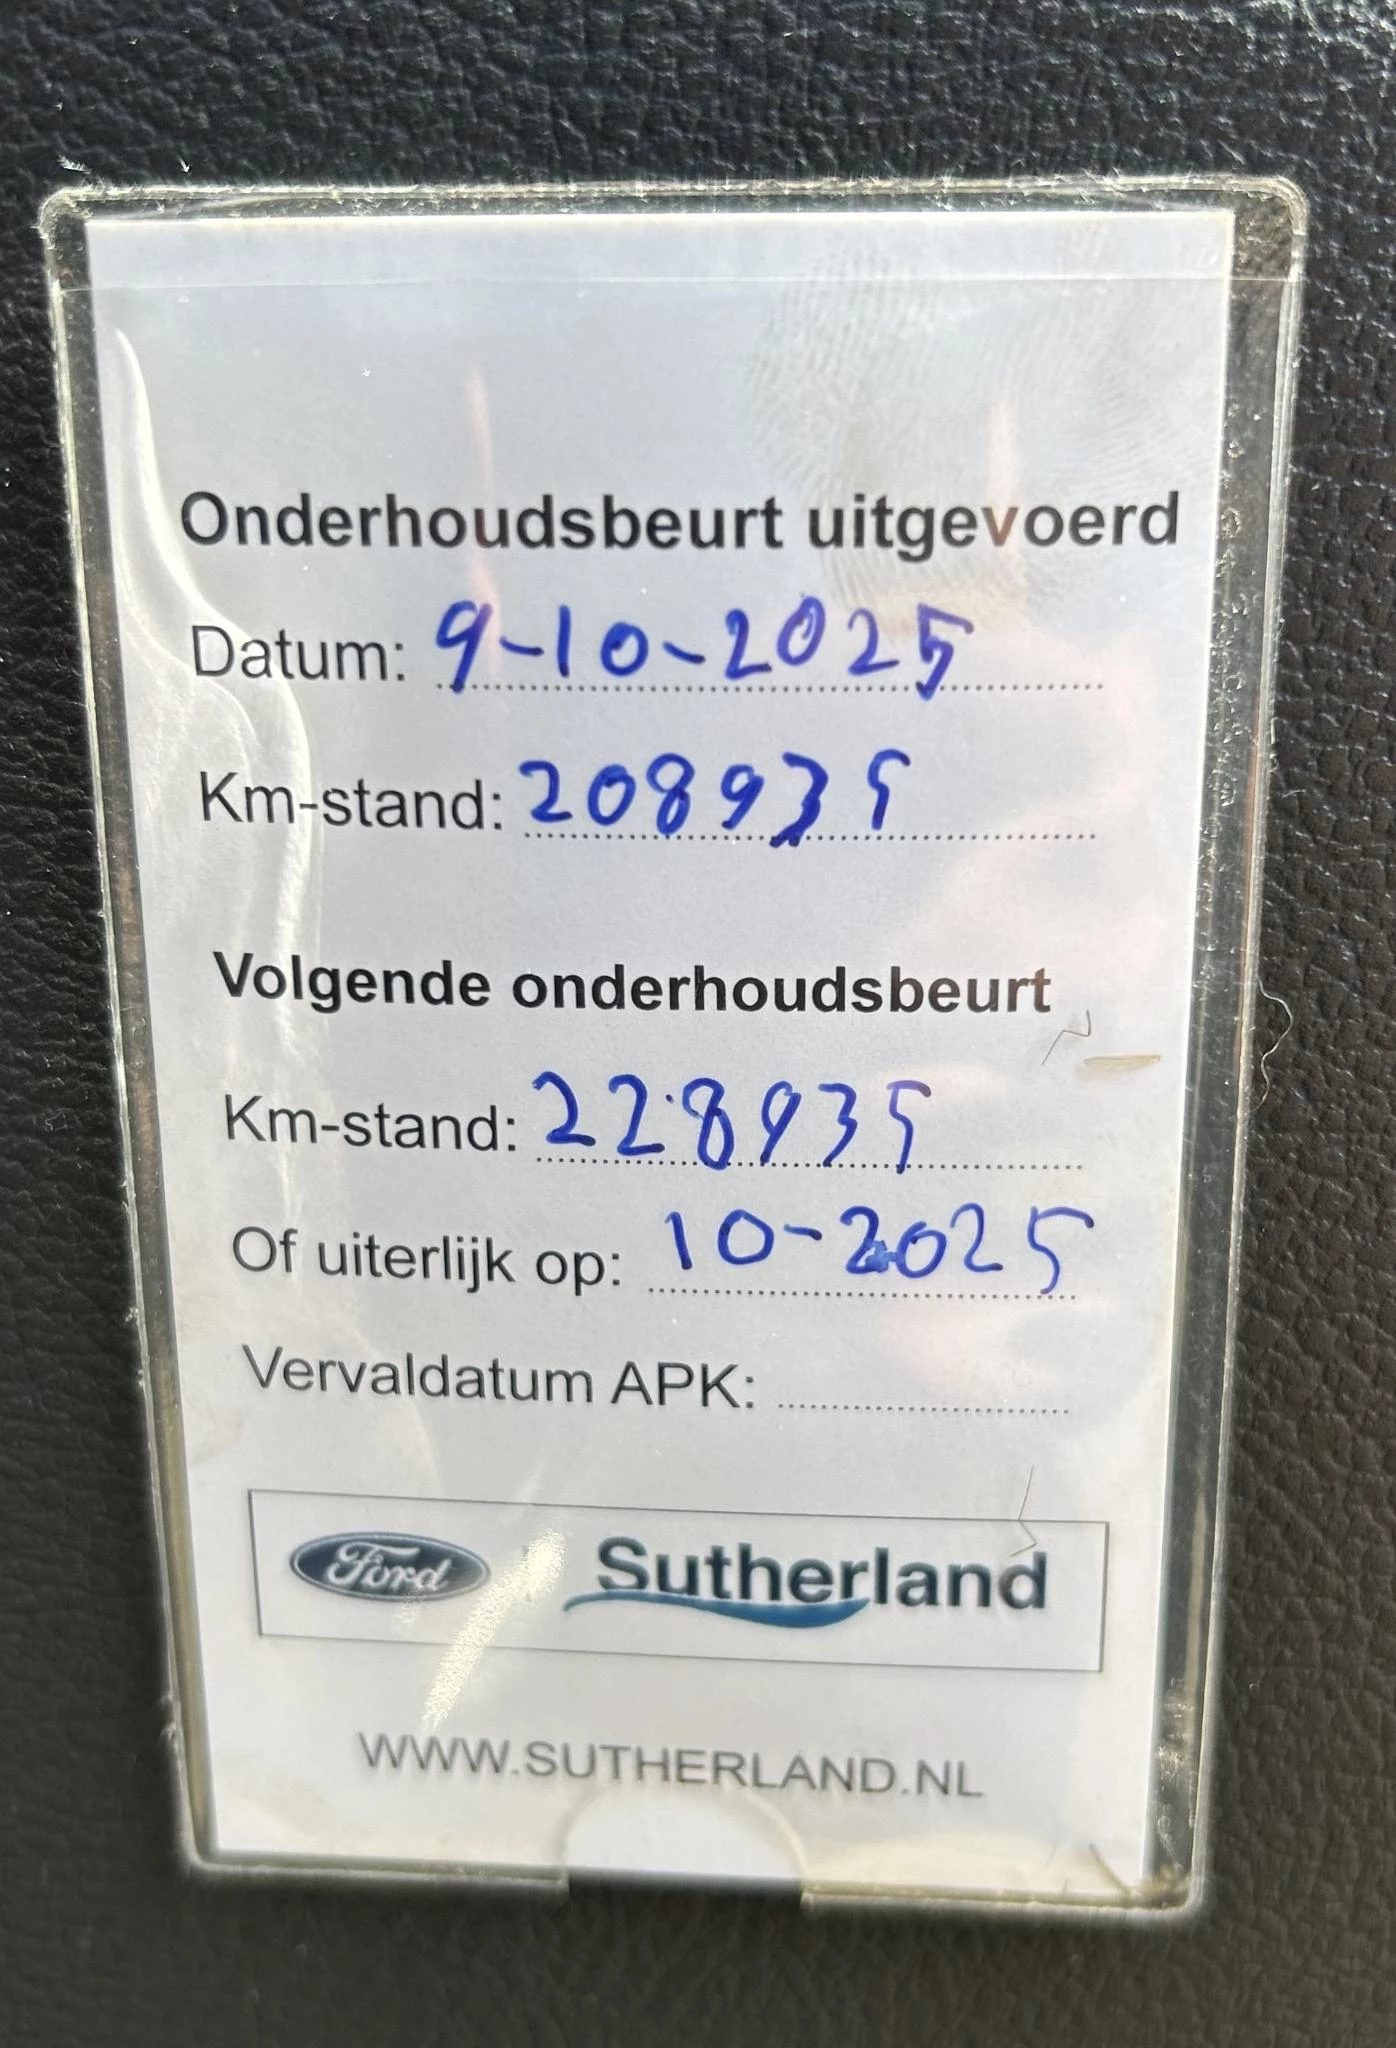 Onderhoudsbeurt uitgevoerd
Datum: 9-10-2025
Km-stand: 208935
Volgende onderhoudsbeurt
Km-stand: 228935
Of uiterlijk op: 10-2025
Vervaldatum APK:
Ford Sutherland
WWW.SUTHERLAND.NL